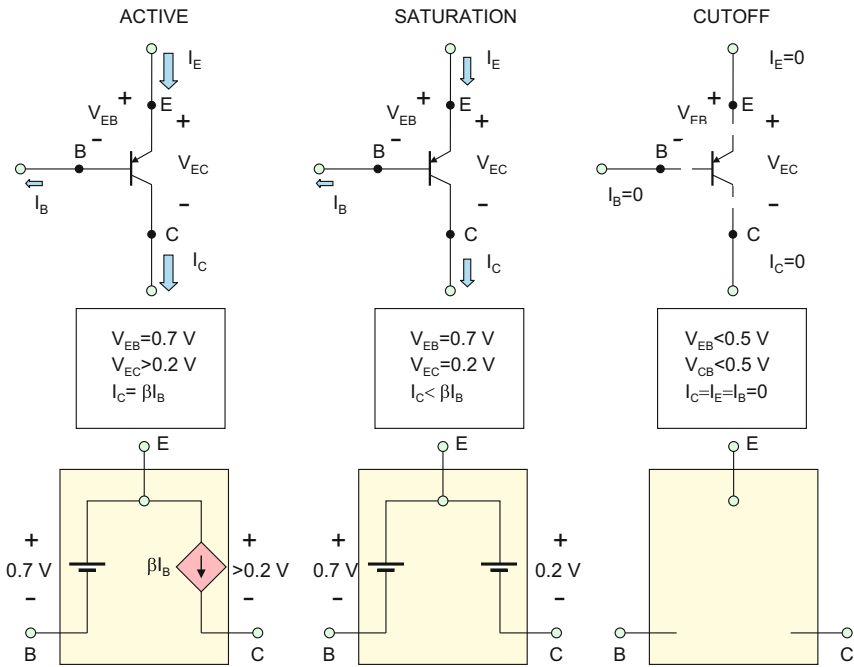 ACTIVE
SATURATION
CUTOFF
I_E
I_E
I_E=0
+
E
+
E
+
E
V_EB
+
V_EB
+
V_EB
+
-
-
-
B
B
B
V_EC
V_EC
V_EC
I_B
I_B
I_B=0
-
-
-
C
C
C
I_C
I_C
I_C=0
V_EB=0.7 V
V_EC>0.2 V
I_C= βI_B
V_EB=0.7 V
V_EC=0.2 V
I_C< βI_B
V_EB<0.5 V
V_CB<0.5 V
I_C=I_E=I_B=0
E
E
E
+
+
+
+
0.7 V
βI_B
>0.2 V
0.7 V
0.2 V
-
-
-
-
B
C
B
C
B
C